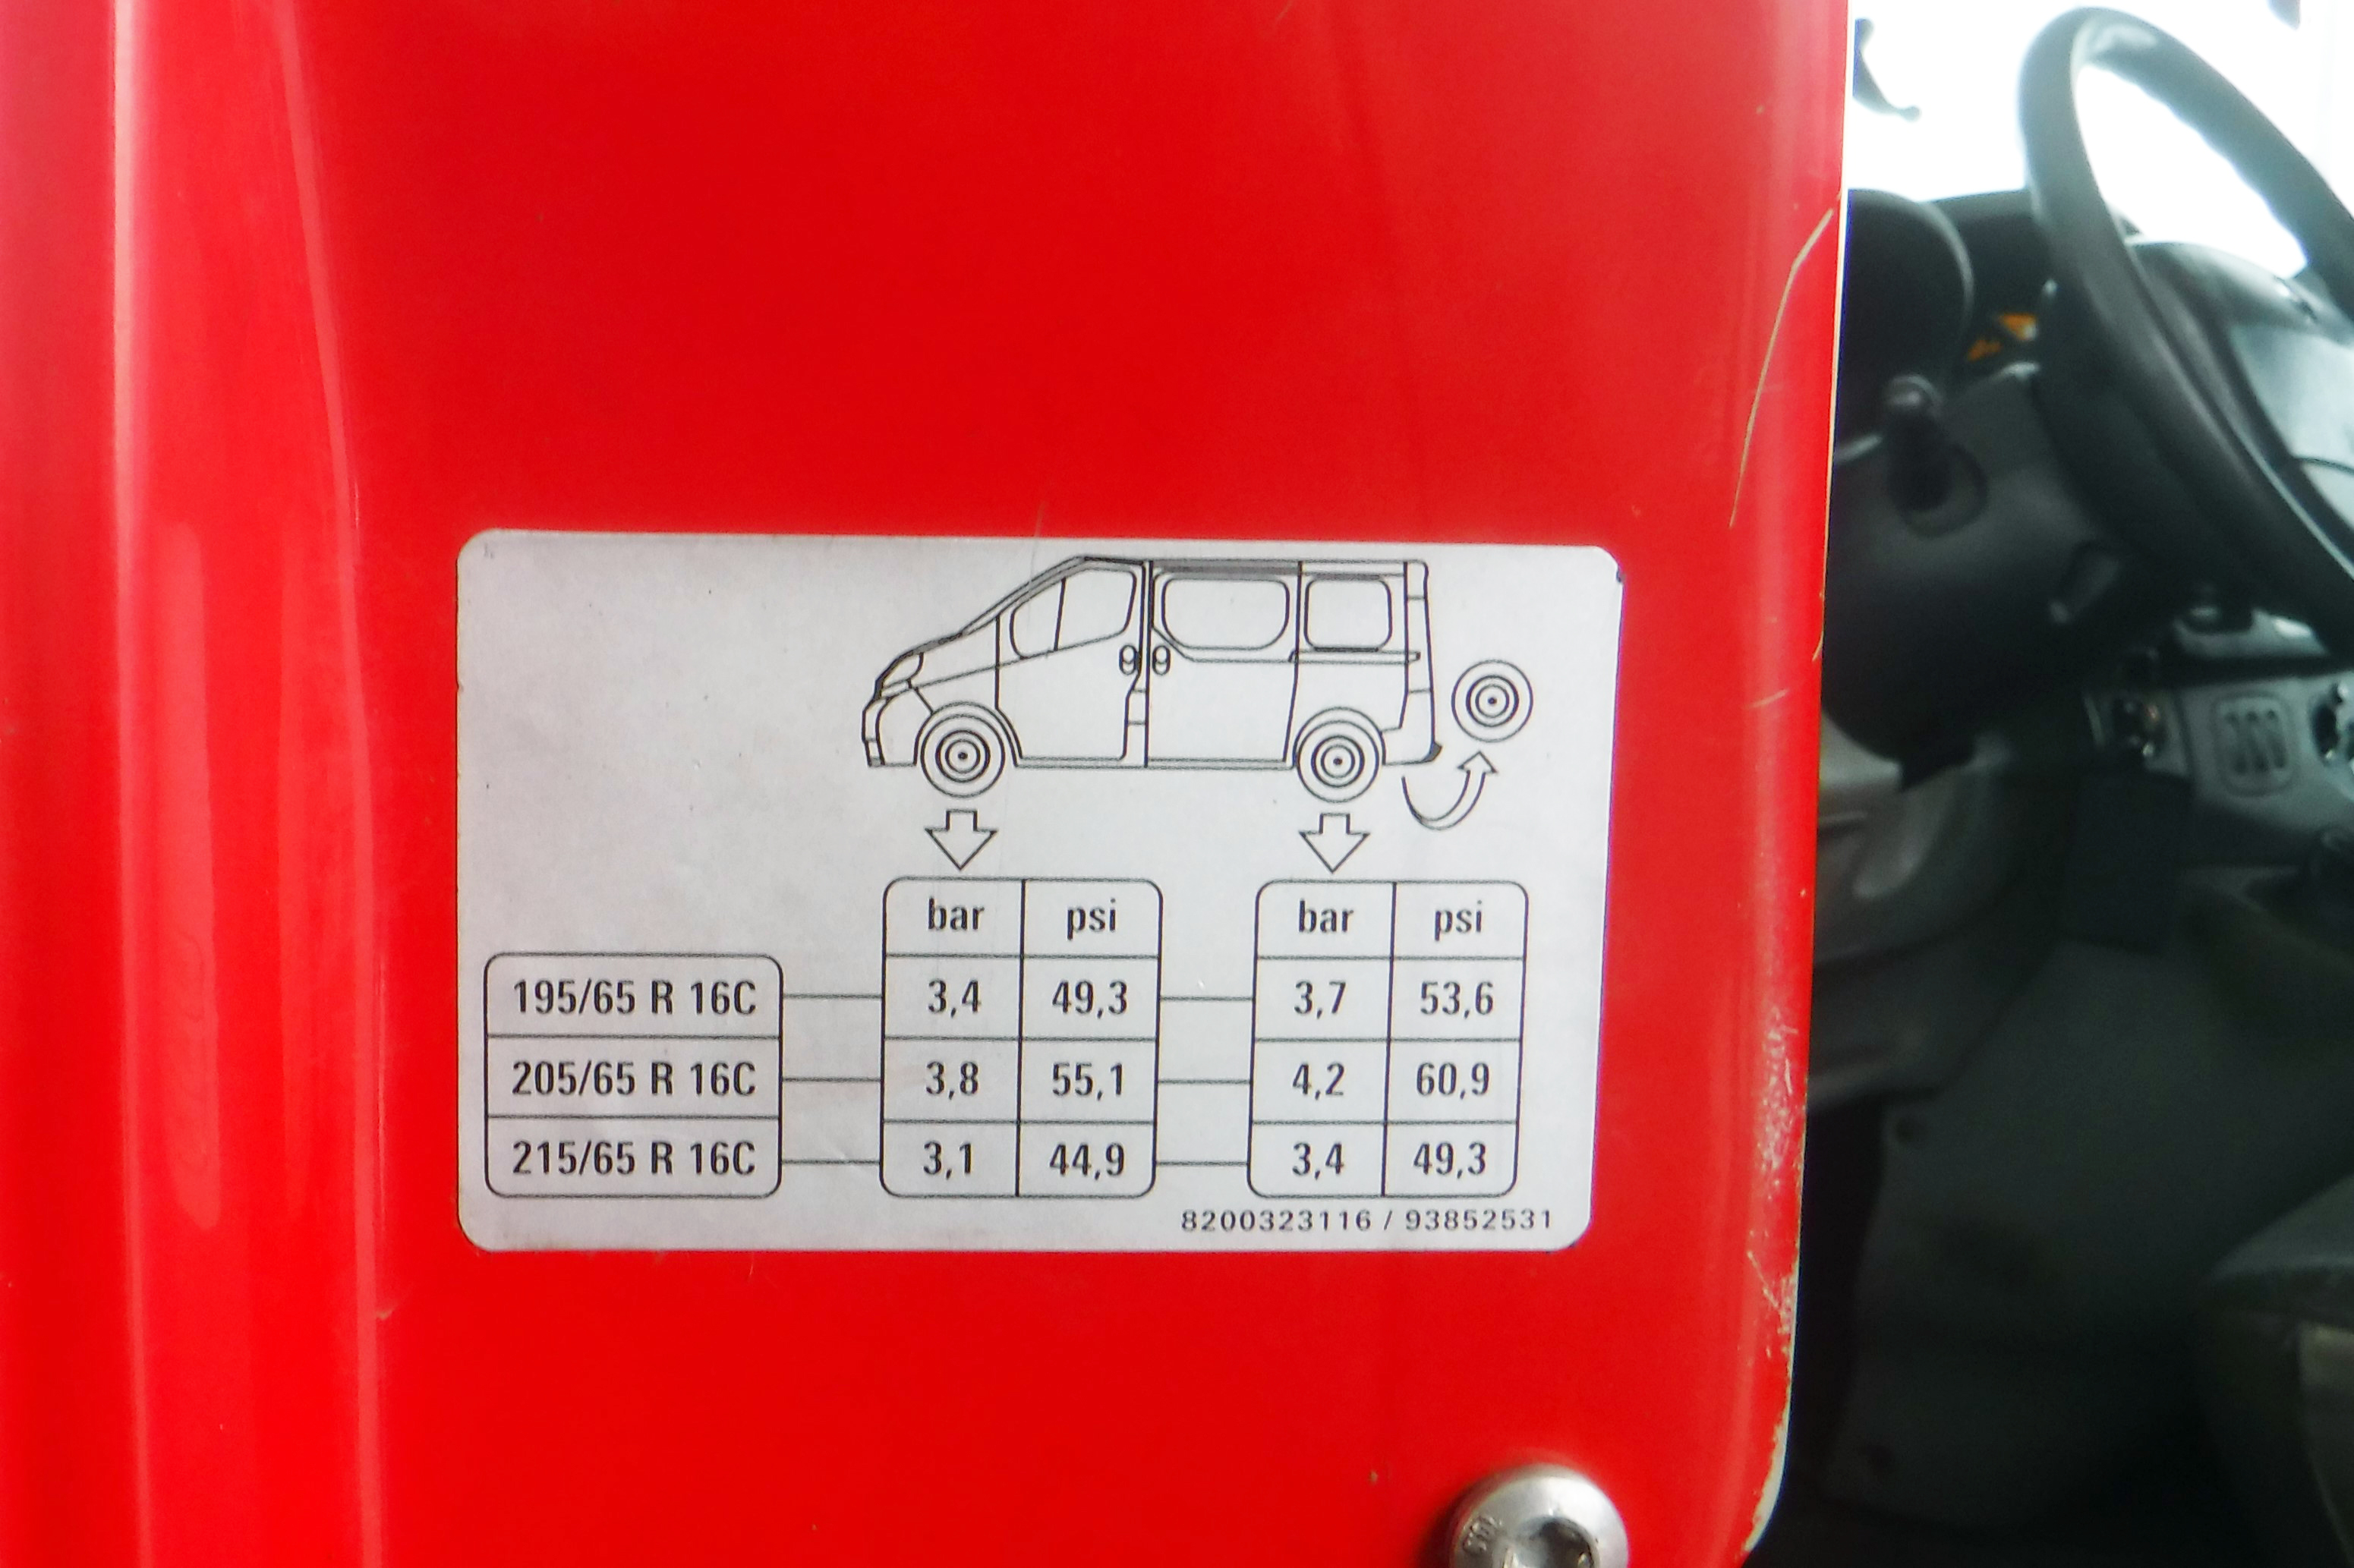 bar psi bar psi
195/65 R 16C 3,4 49,3 3,7 53,6
205/65 R 16C 3,8 55,1 4,2 60,9
215/65 R 16C 3,1 44,9 3,4 49,3
8200323116 / 93852531